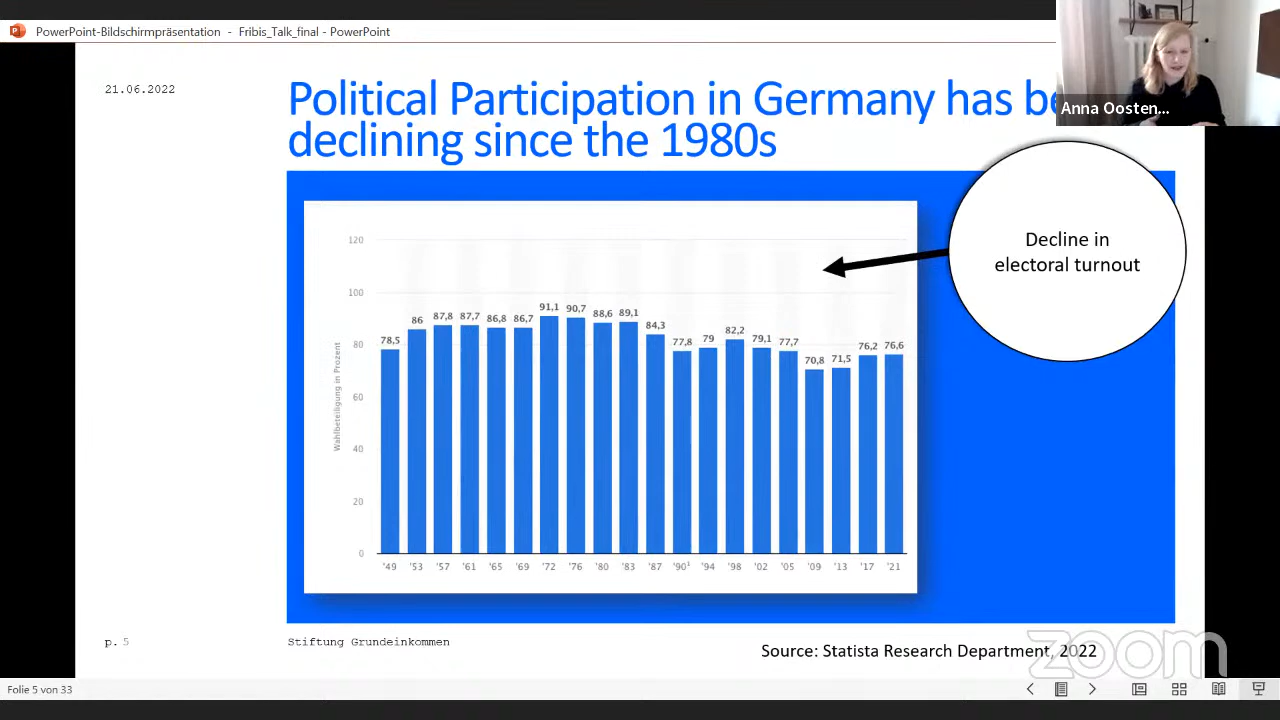 PowerPoint-Bildschirmpräsentation - Fribis_Talk_final - PowerPoint
Anna Oosten...
21.06.2022
Political Participation in Germany has be
declining since the 1980s
Decline in
electoral turnout
Wahlbeteiligung in Prozent
120
100
80
60
40
20
0
78,5 86 87,8 87,7 86,8 86,7 91,1 90,7 88,6 89,1 84,3 77,8 79 82,2 79,1 77,7 70,8 71,5 76,2 76,6
'49 '53 '57 '61 '65 '69 '72 '76 '80 '83 '87 '90¹ '94 '98 '02 '05 '09 '13 '17 '21
p. 5
Stiftung Grundeinkommen
Source: Statista Research Department, 2022
zoom
Folie 5 von 33